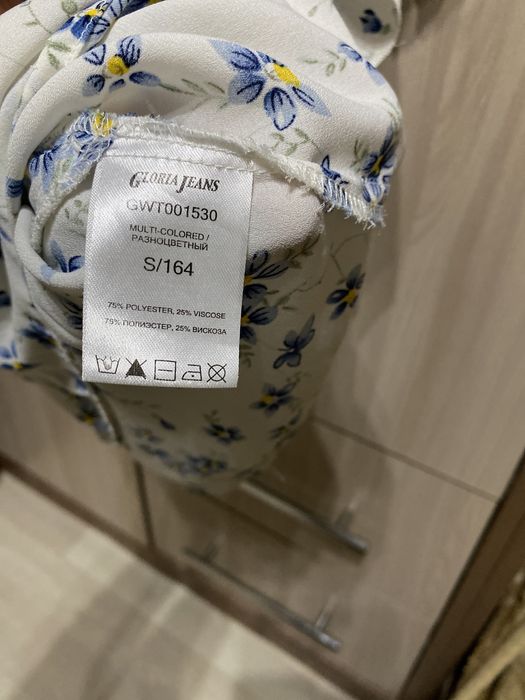 GLORIA JEANS
GWT001530
MULTI-COLORED /
РАЗНОЦВЕТНЫЙ
S/164
75% POLYESTER, 25% VISCOSE
75% ПОЛИЭСТЕР, 25% ВИСКОЗА